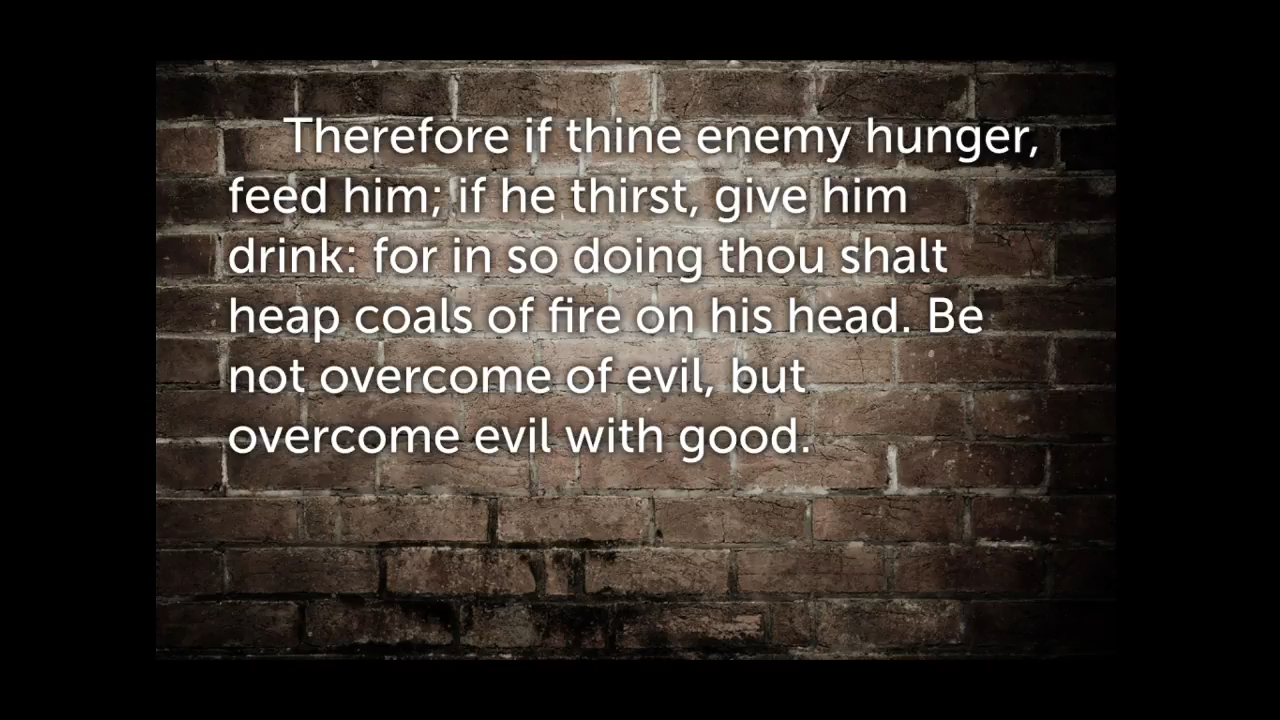 Therefore if thine enemy hunger,
feed him; if he thirst, give him
drink: for in so doing thou shalt
heap coals of fire on his head. Be
not overcome of evil, but
overcome evil with good.